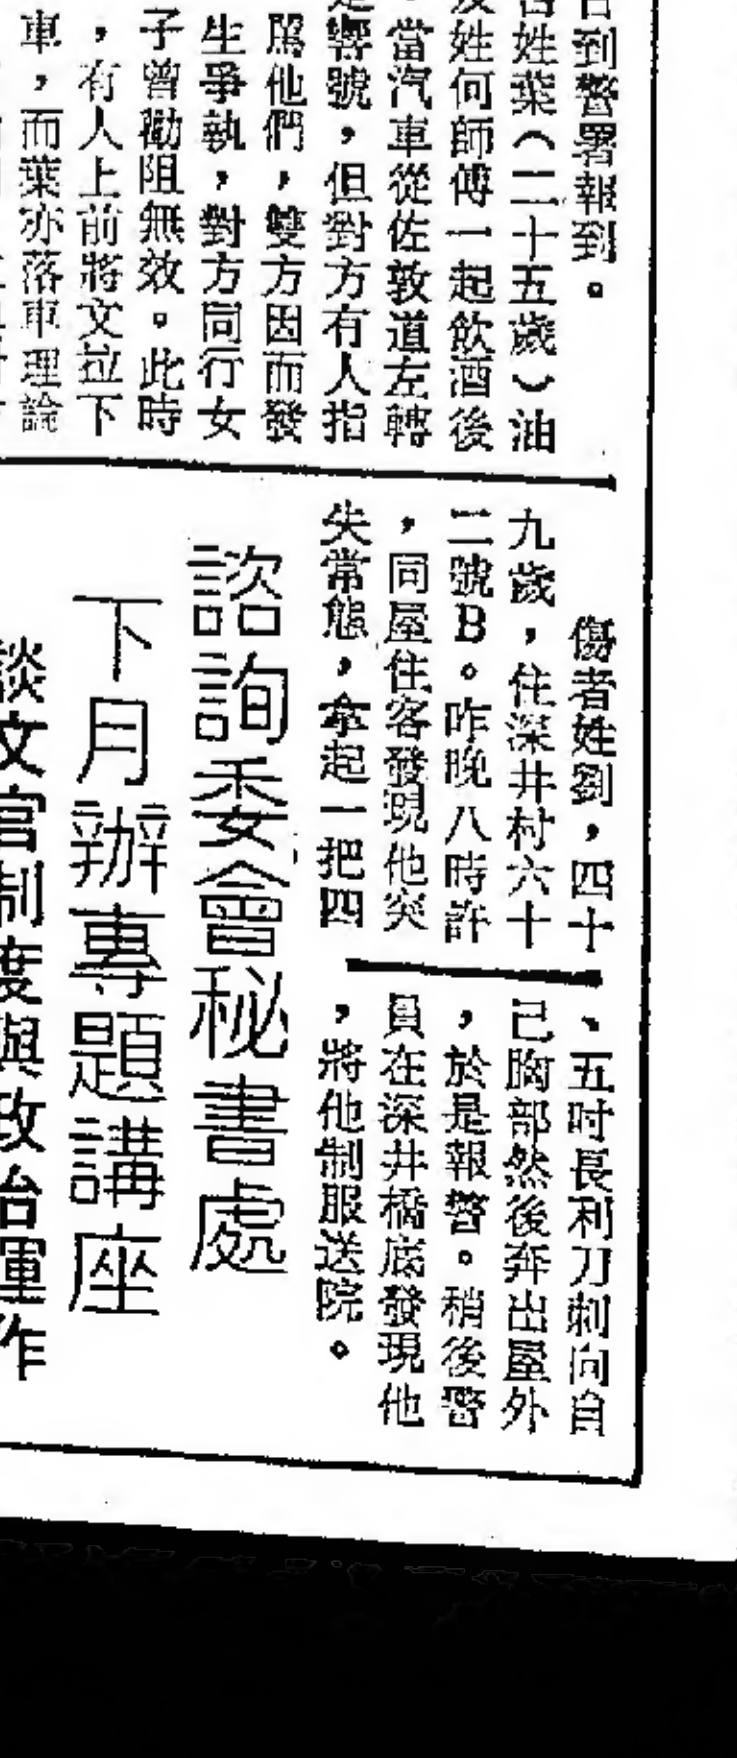 到警署報到。
姓葉（二十五歲）油
姓何師傅一起飲酒後
當汽車從佐敦道左轉
響號，但對方有人指
罵他們，雙方因而發
生爭執，對方同行女
子曾勸阻無效。此時
，有人上前將文拉下
車，而葉亦落車理論
傷者姓劉，四十
九歲，住深井村六十
二號B。昨晚八時許
，同屋住客發現他突
失常態，拿起一把四
、五吋長利刀刺向自
己胸部然後奔出屋外
，於是報警。稍後警
員在深井橋底發現他
，將他制服送院。
諮詢委會秘書處
下月辦專題講座
談文官制度與政治運作